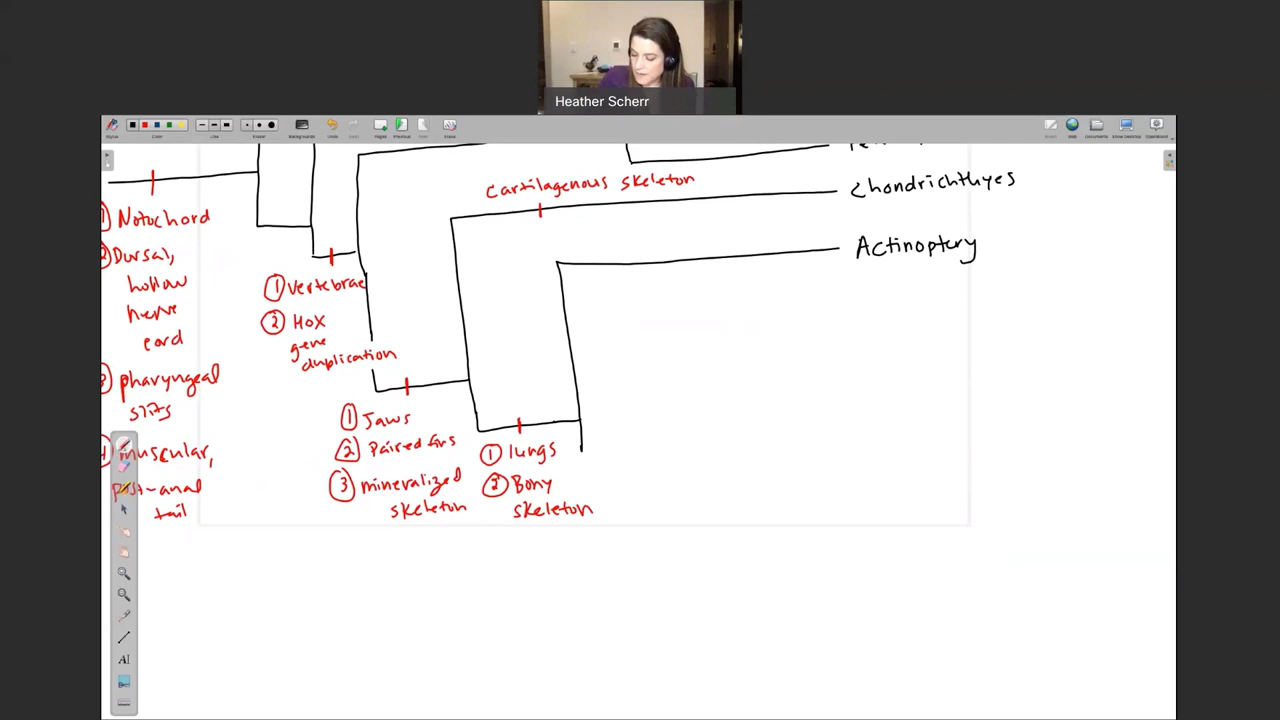 Heather Scherr
cartilagenous skeleton
Chondrichthyes
Actinoptery
① Notochord
② Dorsal,
hollow
nerve
cord
③ pharyngeal
slits
④ muscular,
post-anal
tail
① vertebrae
② Hox
gene
duplication
① Jaws
② Paired fins
③ mineralized
skeleton
① lungs
② Bony
skeleton